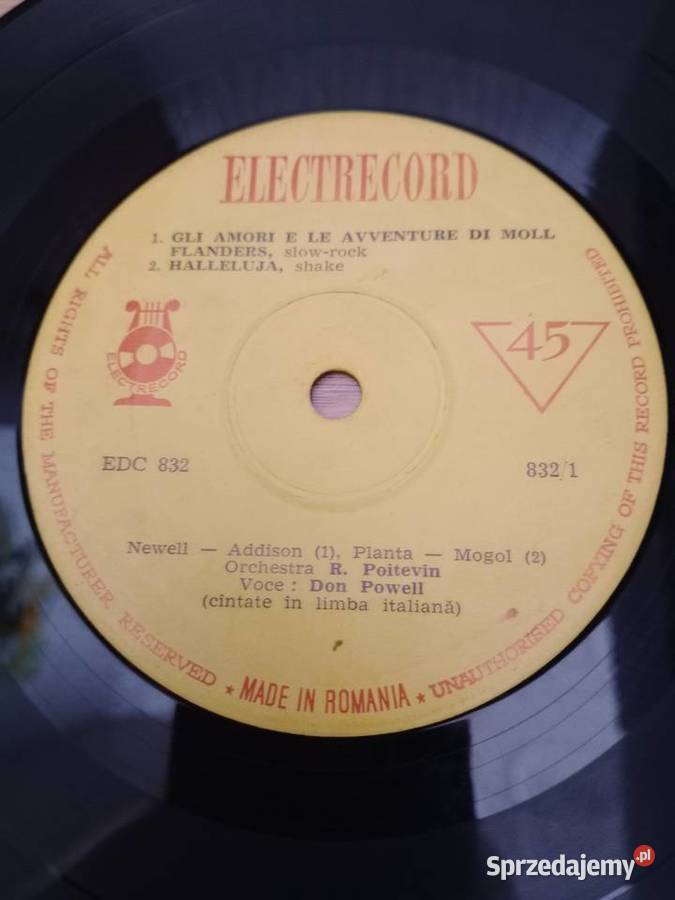 ELECTRECORD
1. GLI AMORI E LE AVVENTURE DI MOLL
FLANDERS, slow-rock
2. HALLELUJA, shake
ELECTRECORD
45
EDC 832
832/1
Newell — Addison (1), Planta — Mogol (2)
Orchestra R. Poitevin
Voce : Don Powell
(cîntate în limba italiană)
ALL RIGHTS OF THE MANUFACTURER RESERVED ★ MADE IN ROMANIA ★ UNAUTHORISED COPYING OF THIS RECORD PROHIBITED
Sprzedajemy.pl